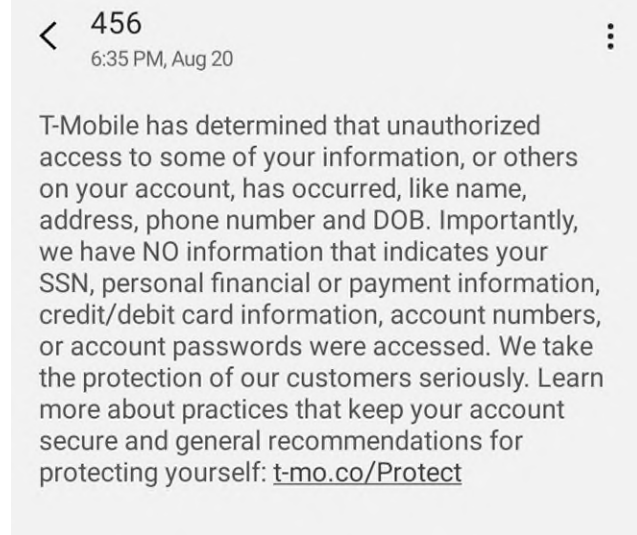 456
6:35 PM, Aug 20
T-Mobile has determined that unauthorized
access to some of your information, or others
on your account, has occurred, like name,
address, phone number and DOB. Importantly,
we have NO information that indicates your
SSN, personal financial or payment information,
credit/debit card information, account numbers,
or account passwords were accessed. We take
the protection of our customers seriously. Learn
more about practices that keep your account
secure and general recommendations for
protecting yourself: t-mo.co/Protect